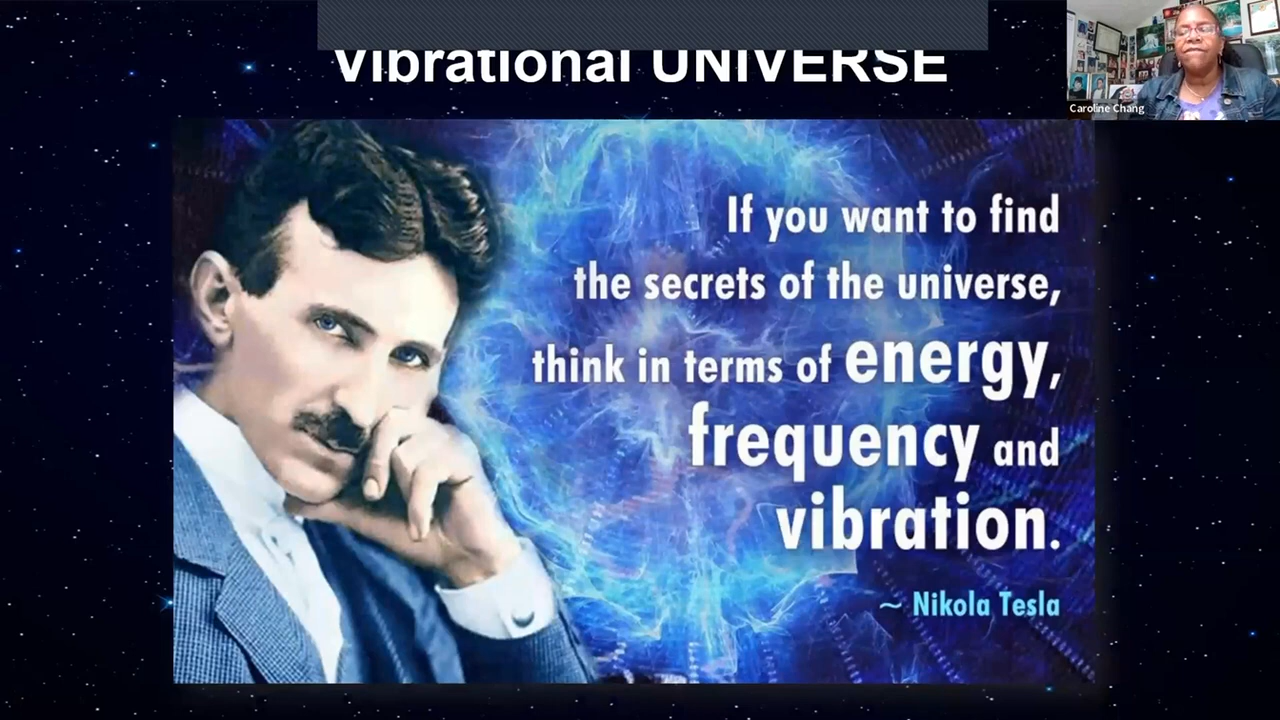 Vibrational UNIVERSE
Caroline Chang
If you want to find
the secrets of the universe,
think in terms of energy,
frequency and
vibration.
~ Nikola Tesla